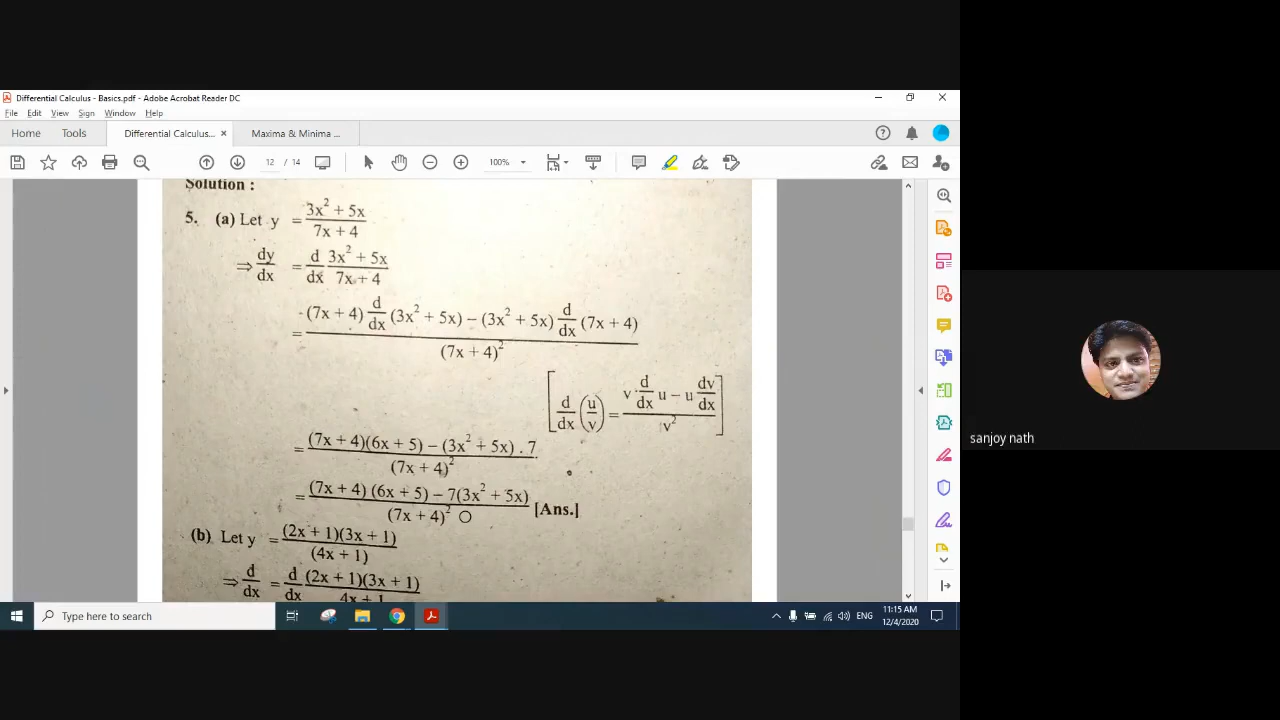 Differential Calculus - Basics.pdf - Adobe Acrobat Reader DC
File Edit View Sign Window Help
Home Tools Differential Calculus... × Maxima & Minima ...
12 / 14 100%
Solution :
5. (a) Let y = (3x² + 5x)/(7x + 4)
⇒ dy/dx = d/dx (3x² + 5x)/(7x + 4)
= ((7x + 4) d/dx (3x² + 5x) – (3x² + 5x) d/dx (7x + 4))/(7x + 4)²
[d/dx (u/v) = (v · d/dx u – u dv/dx)/v²]
= ((7x + 4)(6x + 5) – (3x² + 5x) . 7)/(7x + 4)²
= ((7x + 4) (6x + 5) – 7(3x² + 5x))/(7x + 4)² [Ans.]
(b) Let y = (2x + 1)(3x + 1)/(4x + 1)
⇒ d/dx = d/dx (2x + 1)(3x + 1)/4x + 1
sanjoy nath
Type here to search
ENG
11:15 AM
12/4/2020